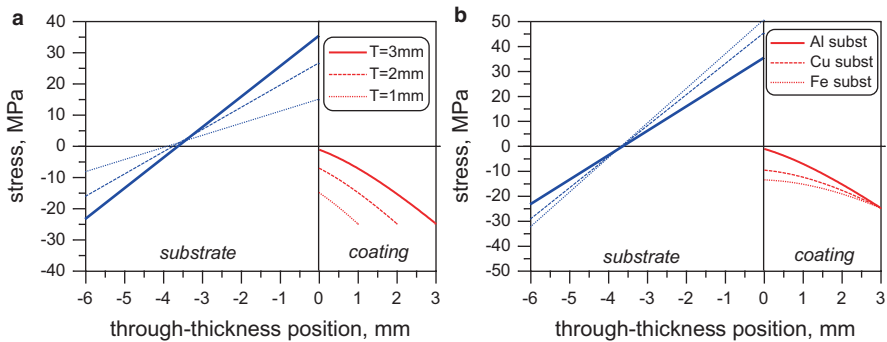 a
40
30
20
10
0
-10
-20
-30
-40
stress, MPa
T=3mm
T=2mm
T=1mm
substrate
coating
-6 -5 -4 -3 -2 -1 0 1 2 3
through-thickness position, mm
b
50
40
30
20
10
0
-10
-20
-30
-40
-50
stress, MPa
Al subst
Cu subst
Fe subst
substrate
coating
-6 -5 -4 -3 -2 -1 0 1 2 3
through-thickness position, mm